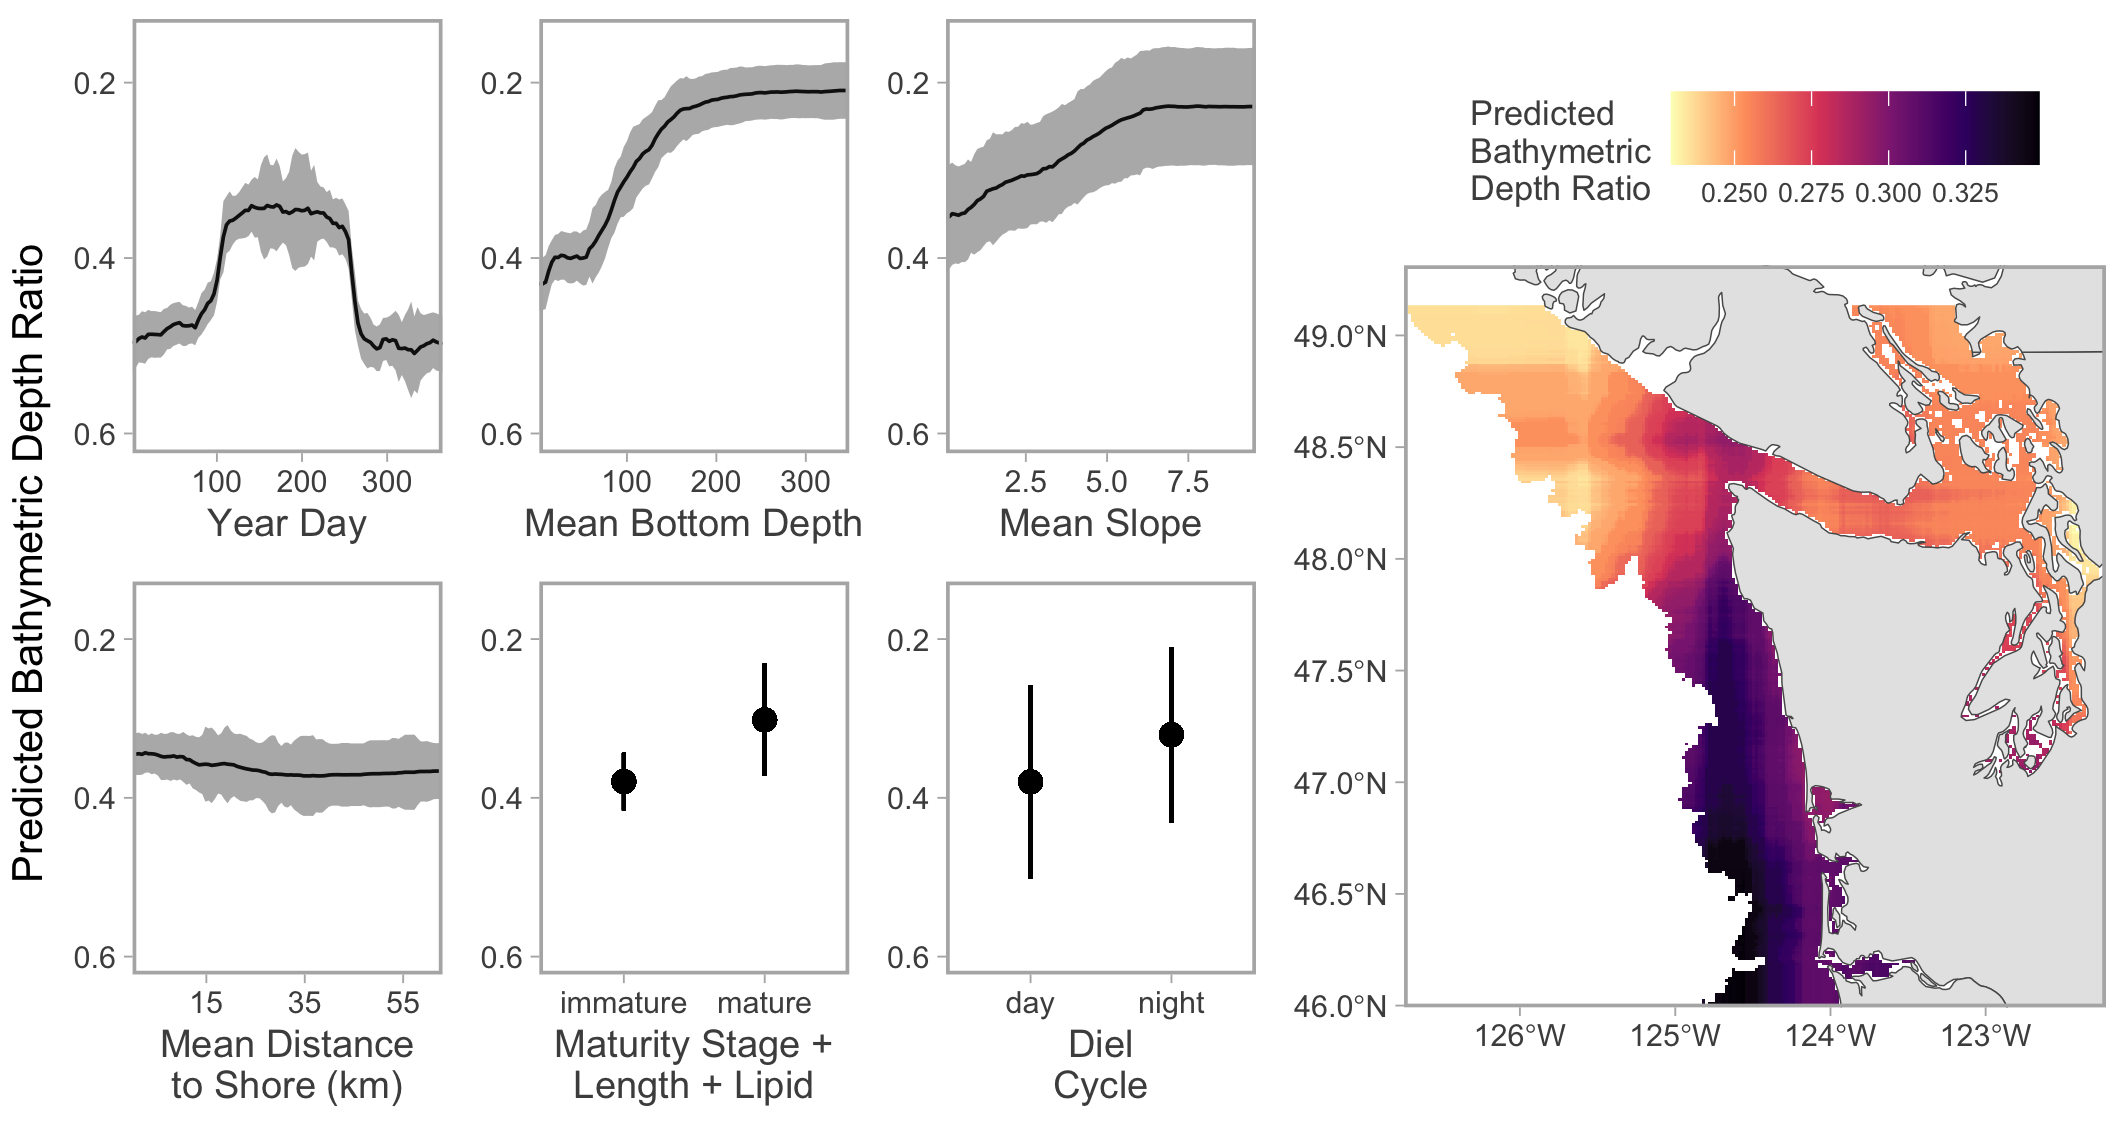 Predicted Bathymetric Depth Ratio
0.2
0.4
0.6
100 200 300
Year Day
0.2
0.4
0.6
100 200 300
Mean Bottom Depth
0.2
0.4
0.6
2.5 5.0 7.5
Mean Slope
0.2
0.4
0.6
15 35 55
Mean Distance
to Shore (km)
0.2
0.4
0.6
immature mature
Maturity Stage +
Length + Lipid
0.2
0.4
0.6
day night
Diel
Cycle
Predicted
Bathymetric
Depth Ratio
0.250 0.275 0.300 0.325
49.0°N
48.5°N
48.0°N
47.5°N
47.0°N
46.5°N
46.0°N
126°W 125°W 124°W 123°W